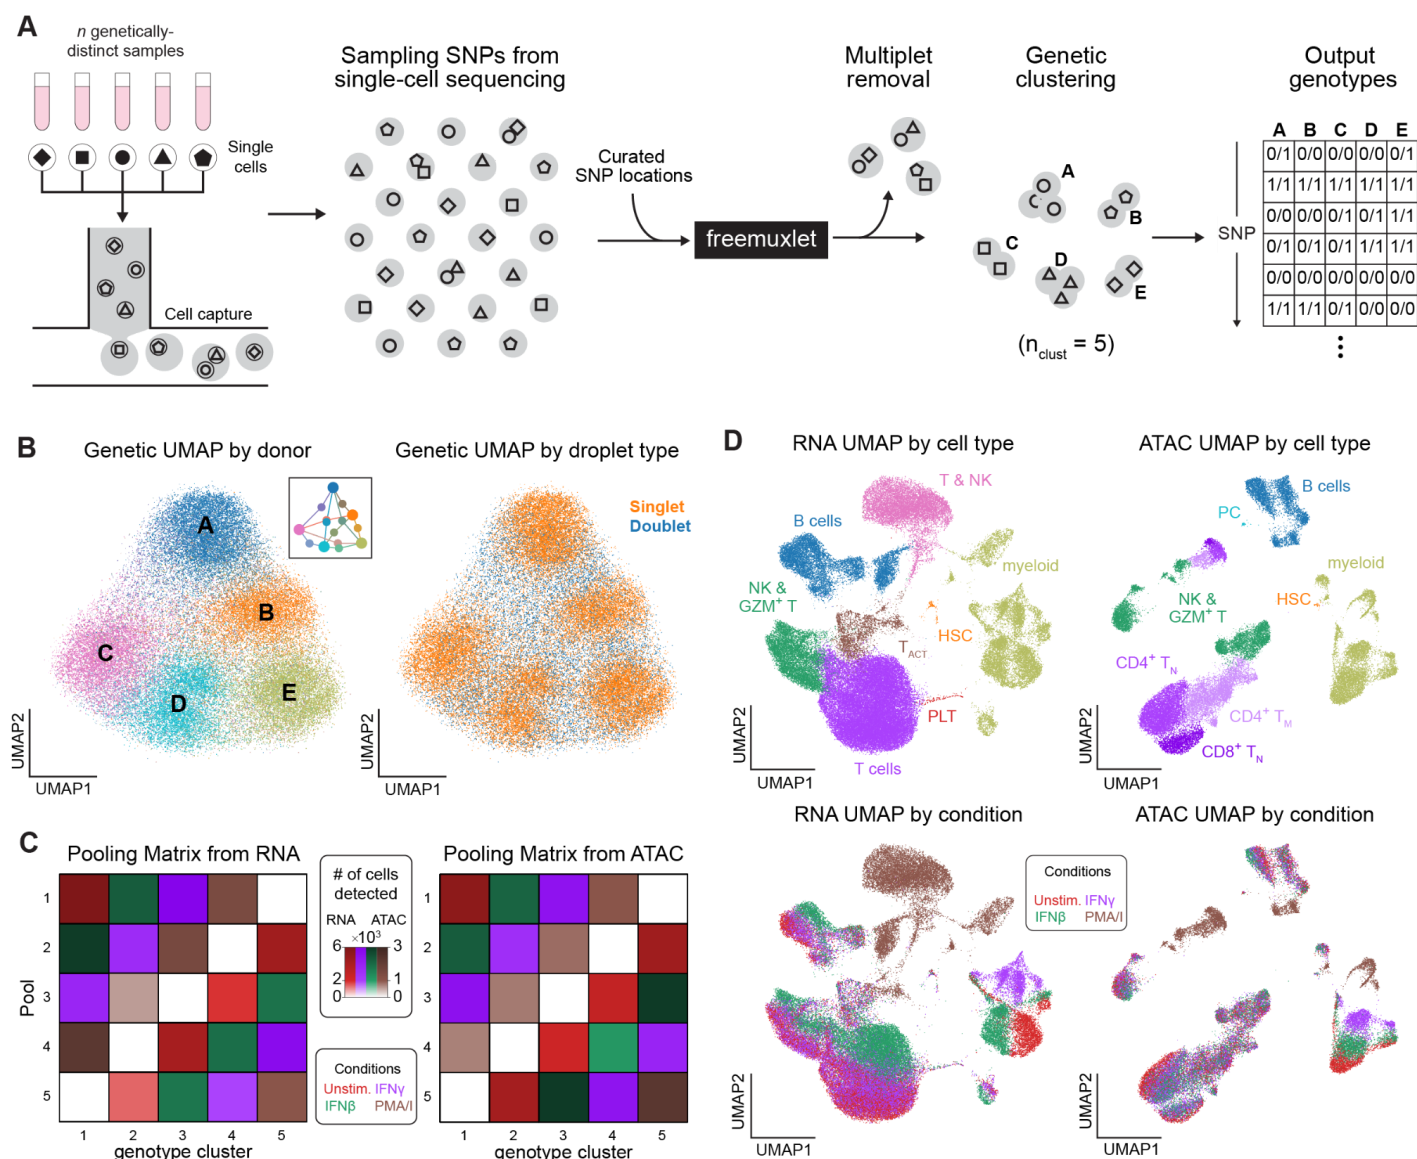 A
n genetically-
distinct samples
Single
cells
Cell capture
Sampling SNPs from
single-cell sequencing
Curated
SNP locations
freemuxlet
Multiplet
removal
Genetic
clustering
A
B
C
D
E
(nclust = 5)
Output
genotypes
A B C D E
0/1 0/0 0/0 0/0 0/1
1/1 1/1 1/1 1/1 1/1
0/0 0/0 0/1 0/1 1/1
0/1 0/1 0/1 1/1 1/1
0/0 0/0 0/0 0/0 0/0
1/1 1/1 0/1 0/0 0/0
SNP
B
Genetic UMAP by donor
A
B
C
D
E
UMAP2
UMAP1
Genetic UMAP by droplet type
Singlet
Doublet
UMAP2
UMAP1
C
Pooling Matrix from RNA
Pool
1
2
3
4
5
1 2 3 4 5
genotype cluster
# of cells
detected
RNA ATAC
×10³
6 3
2 1
0 0
Conditions
Unstim. IFNγ
IFNβ PMA/I
Pooling Matrix from ATAC
1
2
3
4
5
1 2 3 4 5
genotype cluster
D
RNA UMAP by cell type
T & NK
B cells
myeloid
NK &
GZM⁺ T
HSC
TACT
PLT
T cells
UMAP2
UMAP1
ATAC UMAP by cell type
B cells
PC
myeloid
NK &
GZM⁺ T
HSC
CD4⁺ TN
CD4⁺ TM
CD8⁺ TN
UMAP2
UMAP1
RNA UMAP by condition
Conditions
Unstim. IFNγ
IFNβ PMA/I
UMAP2
UMAP1
ATAC UMAP by condition
UMAP2
UMAP1